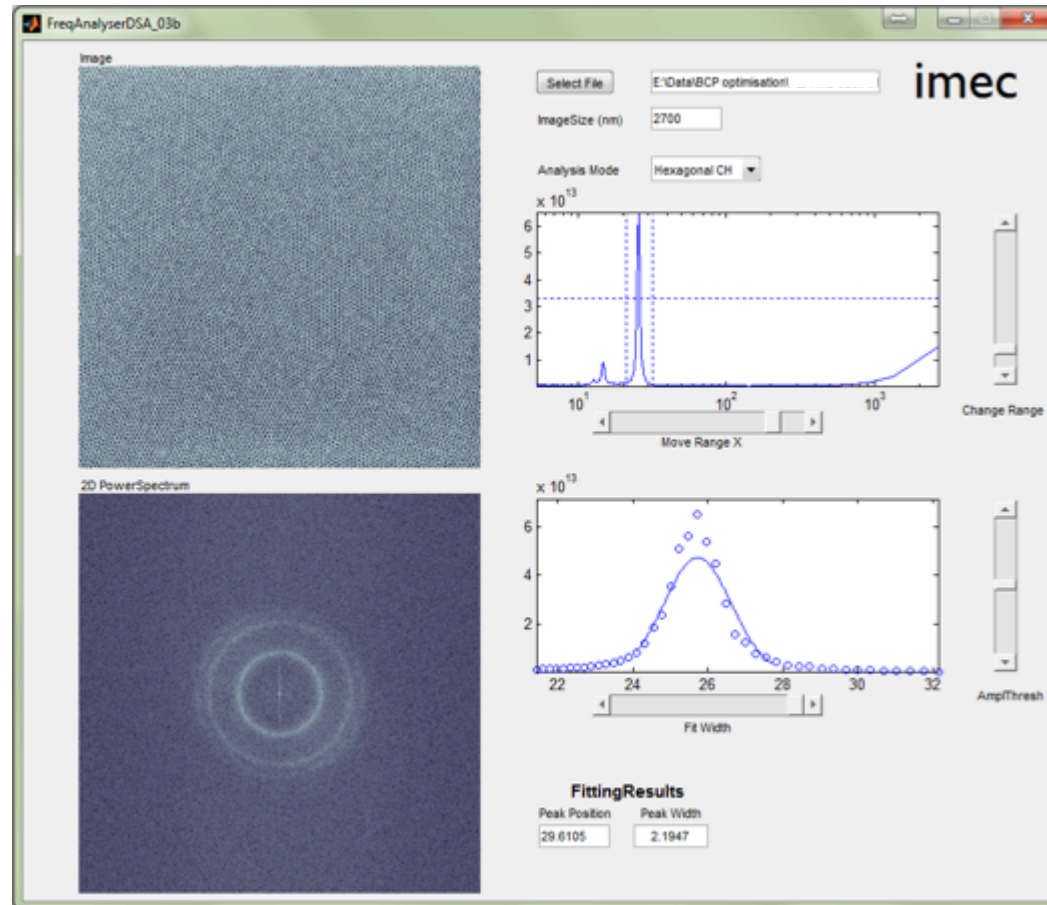 FreqAnalyserDSA_03b
Image
Select File
E:\Data\BCP optimisation\
imec
ImageSize (nm)
2700
Analysis Mode
Hexagonal CH
x 10^13
6
5
4
3
2
1
10^1
10^2
10^3
Change Range
Move Range X
2D PowerSpectrum
x 10^13
6
4
2
22
24
26
28
30
32
AmplThresh
Fit Width
FittingResults
Peak Position
Peak Width
29.6105
2.1947